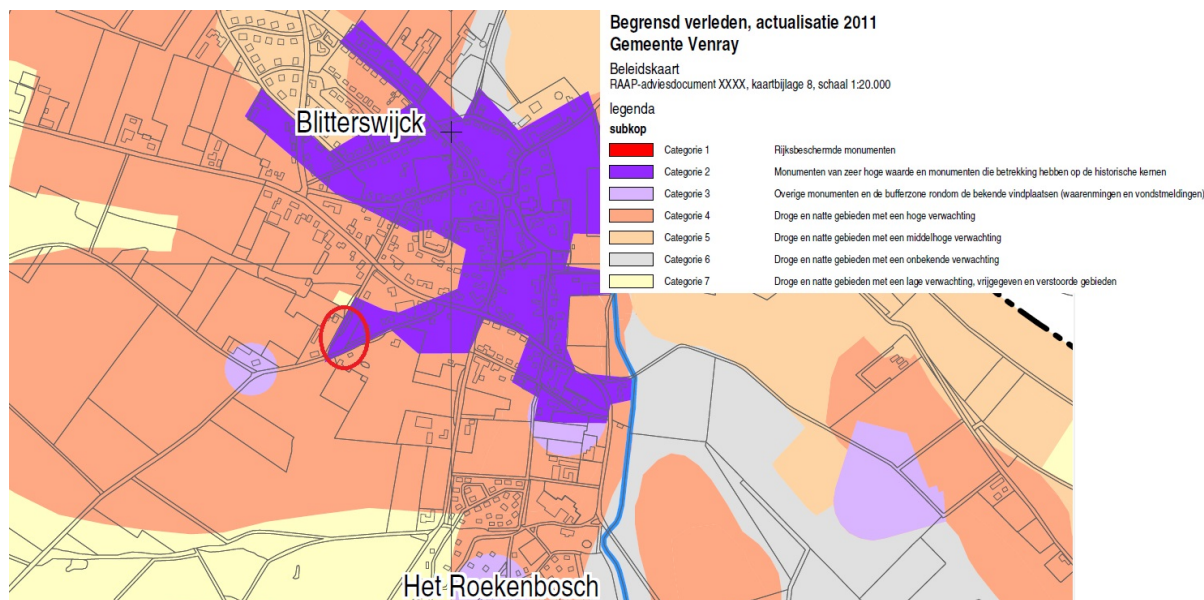 Begrensd verleden, actualisatie 2011
Gemeente Venray
Beleidskaart
RAAP-adviesdocument XXXX, kaartbijlage 8, schaal 1:20.000
legenda
subkop
Categorie 1 Rijksbeschermde monumenten
Categorie 2 Monumenten van zeer hoge waarde en monumenten die betrekking hebben op de historische kernen
Categorie 3 Overige monumenten en de bufferzone rondom de bekende vindplaatsen (waarenmingen en vondstmeldingen)
Categorie 4 Droge en natte gebieden met een hoge verwachting
Categorie 5 Droge en natte gebieden met een middelhoge verwachting
Categorie 6 Droge en natte gebieden met een onbekende verwachting
Categorie 7 Droge en natte gebieden met een lage verwachting, vrijgegeven en verstoorde gebieden
Blitterswijck
Het Roekenbosch